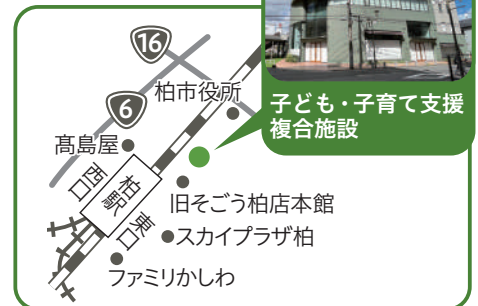 16
6
柏市役所
子ども・子育て支援
複合施設
髙島屋
西口
柏駅
東口
旧そごう柏店本館
スカイプラザ柏
ファミリかしわ